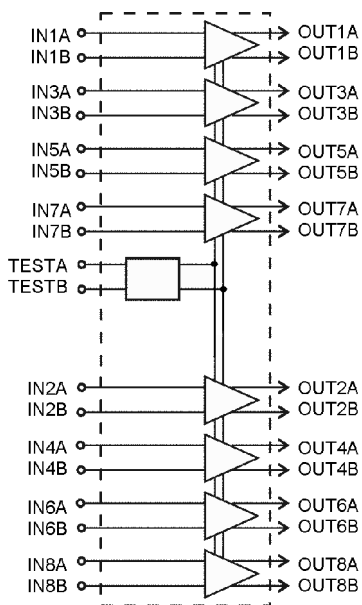 IN1A OUT1A
IN1B OUT1B
IN3A OUT3A
IN3B OUT3B
IN5A OUT5A
IN5B OUT5B
IN7A OUT7A
IN7B OUT7B
TESTA
TESTB
IN2A OUT2A
IN2B OUT2B
IN4A OUT4A
IN4B OUT4B
IN6A OUT6A
IN6B OUT6B
IN8A OUT8A
IN8B OUT8B